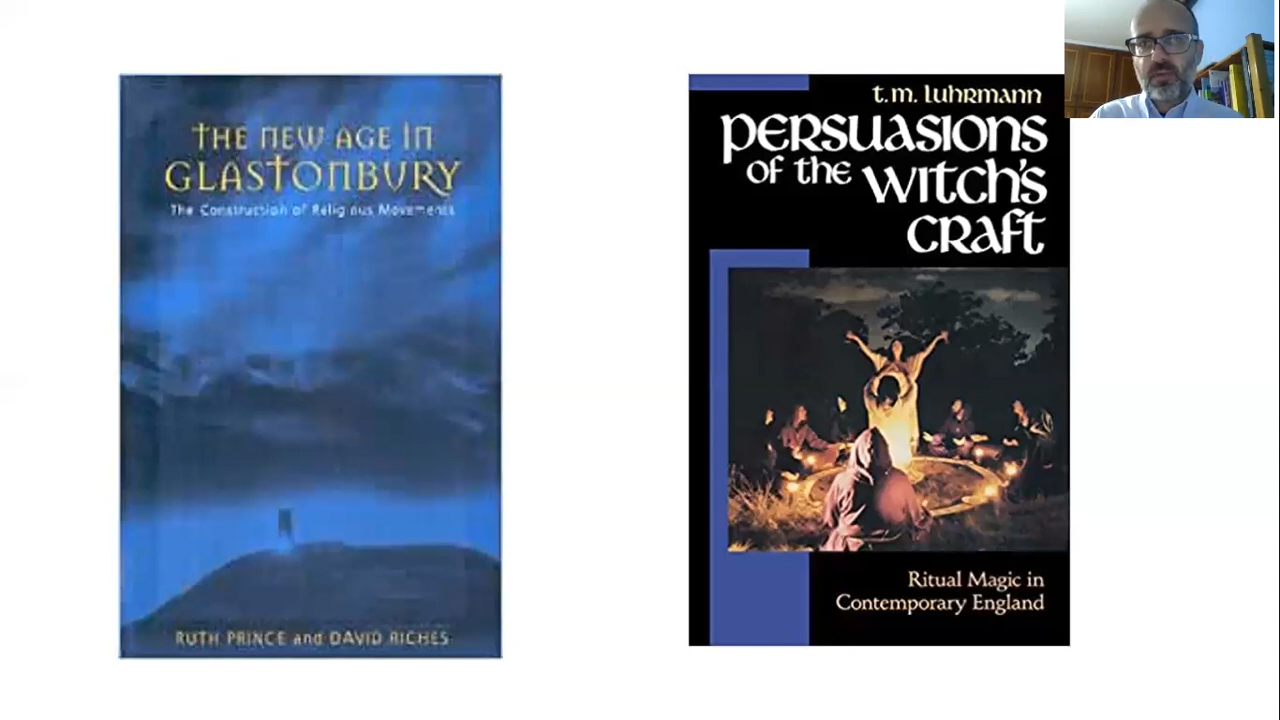 THE NEW AGE IN
GLASTONBURY
The Construction of Religious Movements
RUTH PRINCE and DAVID RICHES
t.m. Luhrmann
PERSUASIONS
OF the WITCH'S
CRAFT
Ritual Magic in
Contemporary England